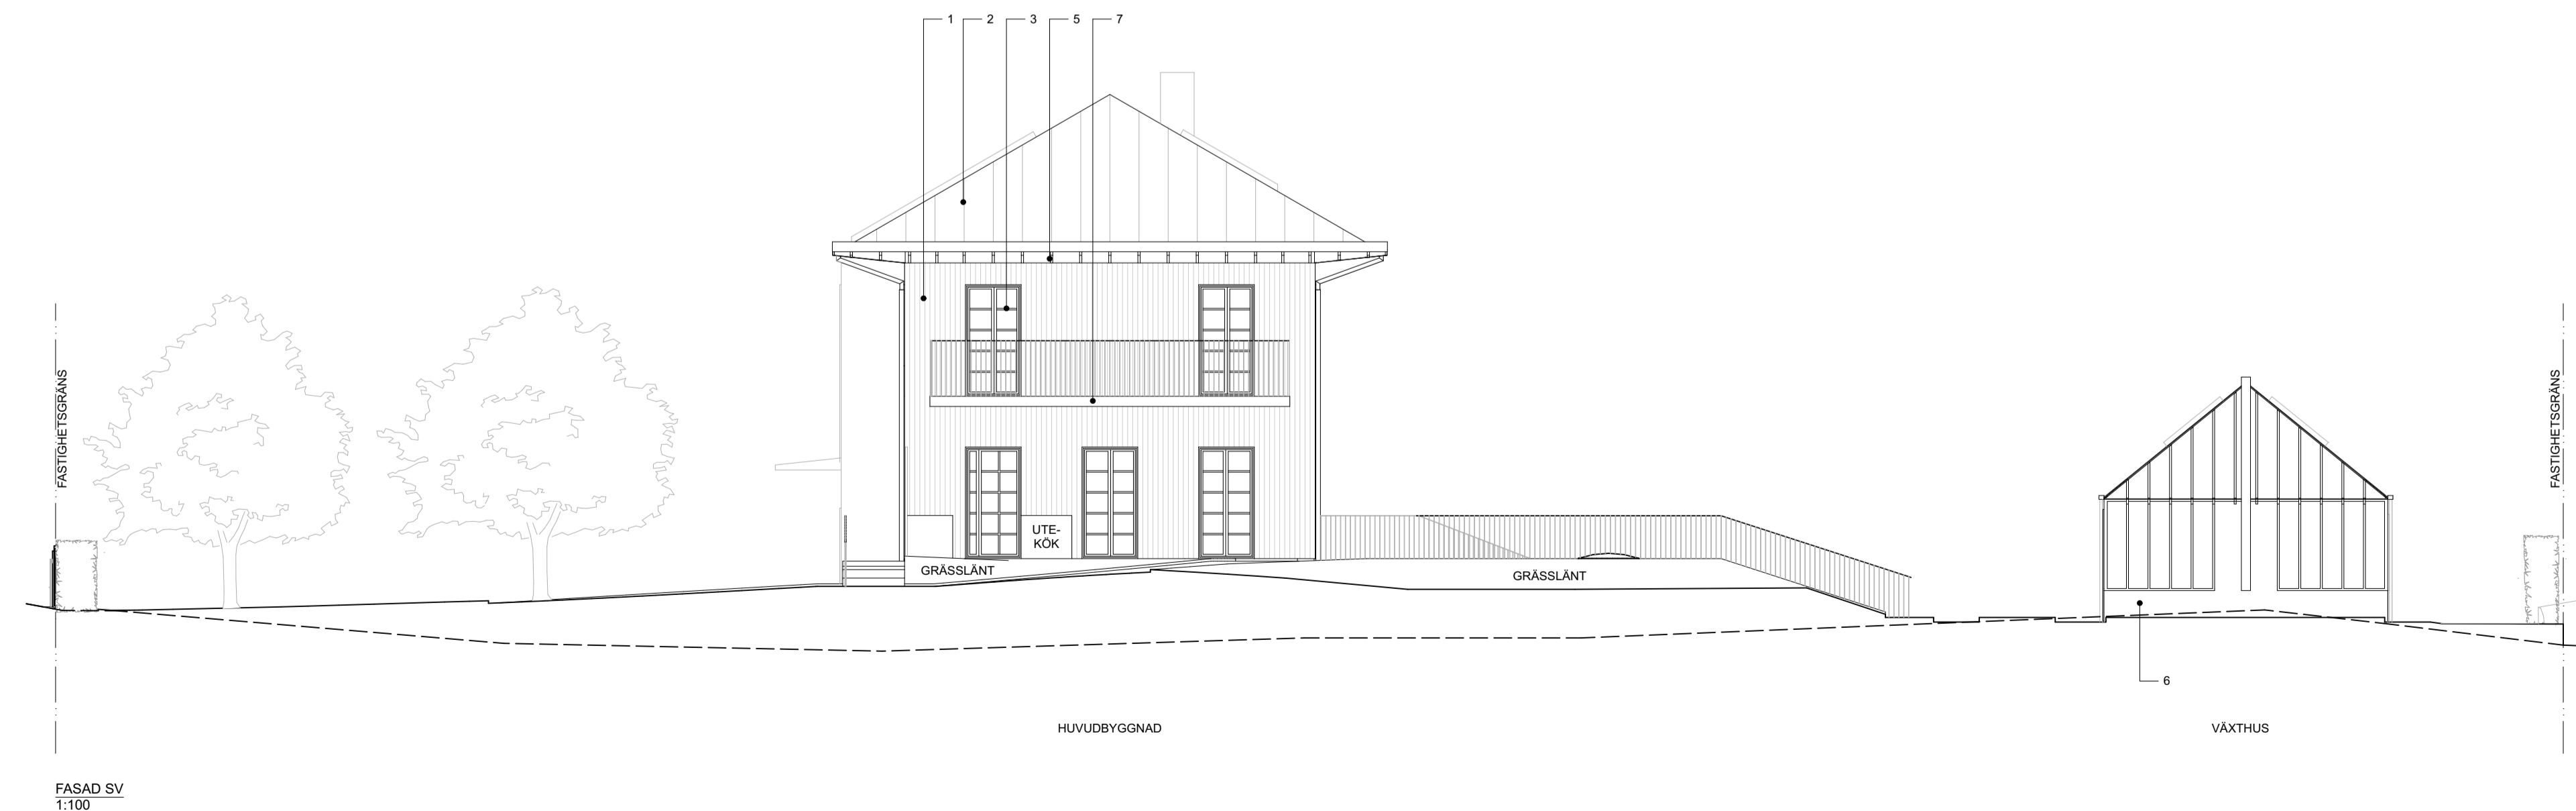 1
2
3
5
7
FASTIGHETSGRÄNS
FASTIGHETSGRÄNS
UTE-
KÖK
GRÄSSLÄNT
GRÄSSLÄNT
6
HUVUDBYGGNAD
VÄXTHUS
FASAD SV
1:100